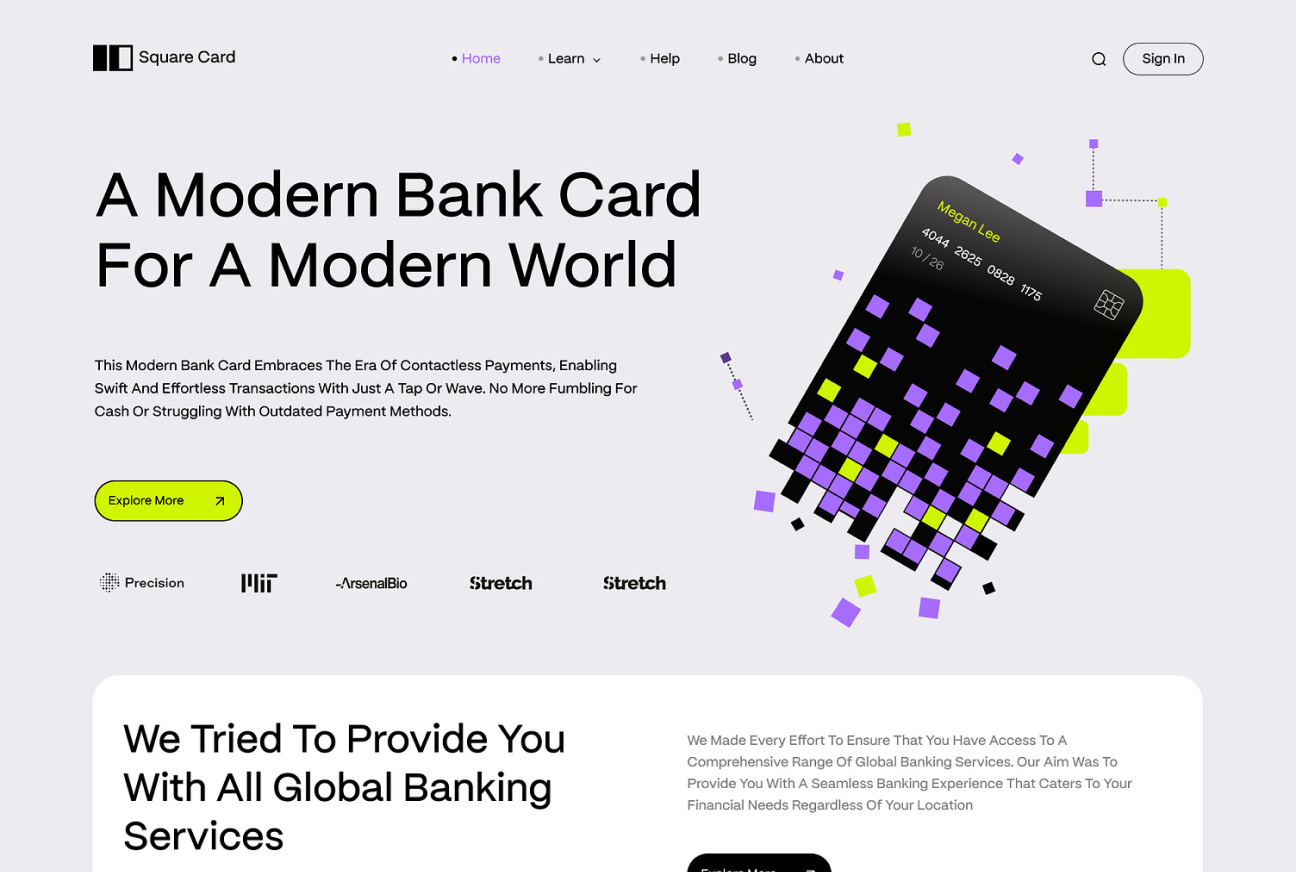 Square Card
Home
Learn
Help
Blog
About
Sign In
A Modern Bank Card
For A Modern World
Megan Lee
4044 2625 0828 1175
10 / 26
This Modern Bank Card Embraces The Era Of Contactless Payments, Enabling
Swift And Effortless Transactions With Just A Tap Or Wave. No More Fumbling For
Cash Or Struggling With Outdated Payment Methods.
Explore More
Precision
MIT
ArsenalBio
Stretch
Stretch
We Tried To Provide You
With All Global Banking
Services
We Made Every Effort To Ensure That You Have Access To A
Comprehensive Range Of Global Banking Services. Our Aim Was To
Provide You With A Seamless Banking Experience That Caters To Your
Financial Needs Regardless Of Your Location
Explore More